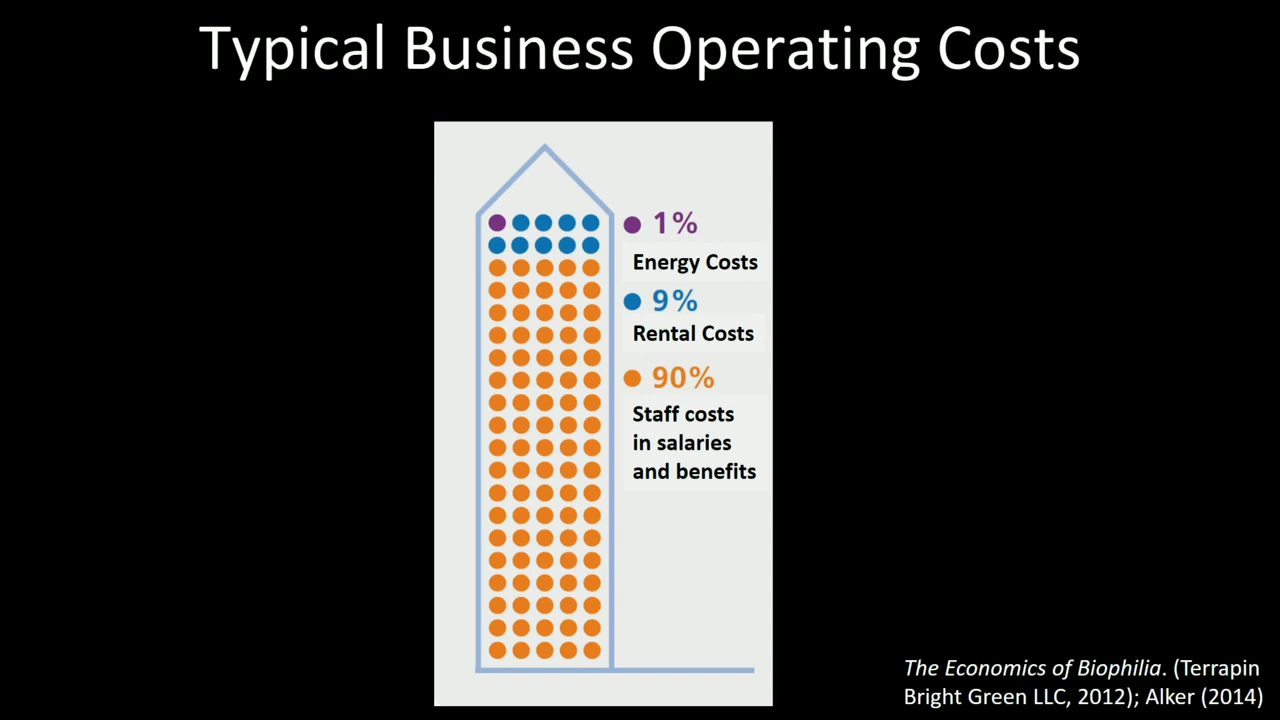 Typical Business Operating Costs
1%
Energy Costs
9%
Rental Costs
90%
Staff costs
in salaries
and benefits
The Economics of Biophilia. (Terrapin
Bright Green LLC, 2012); Alker (2014)